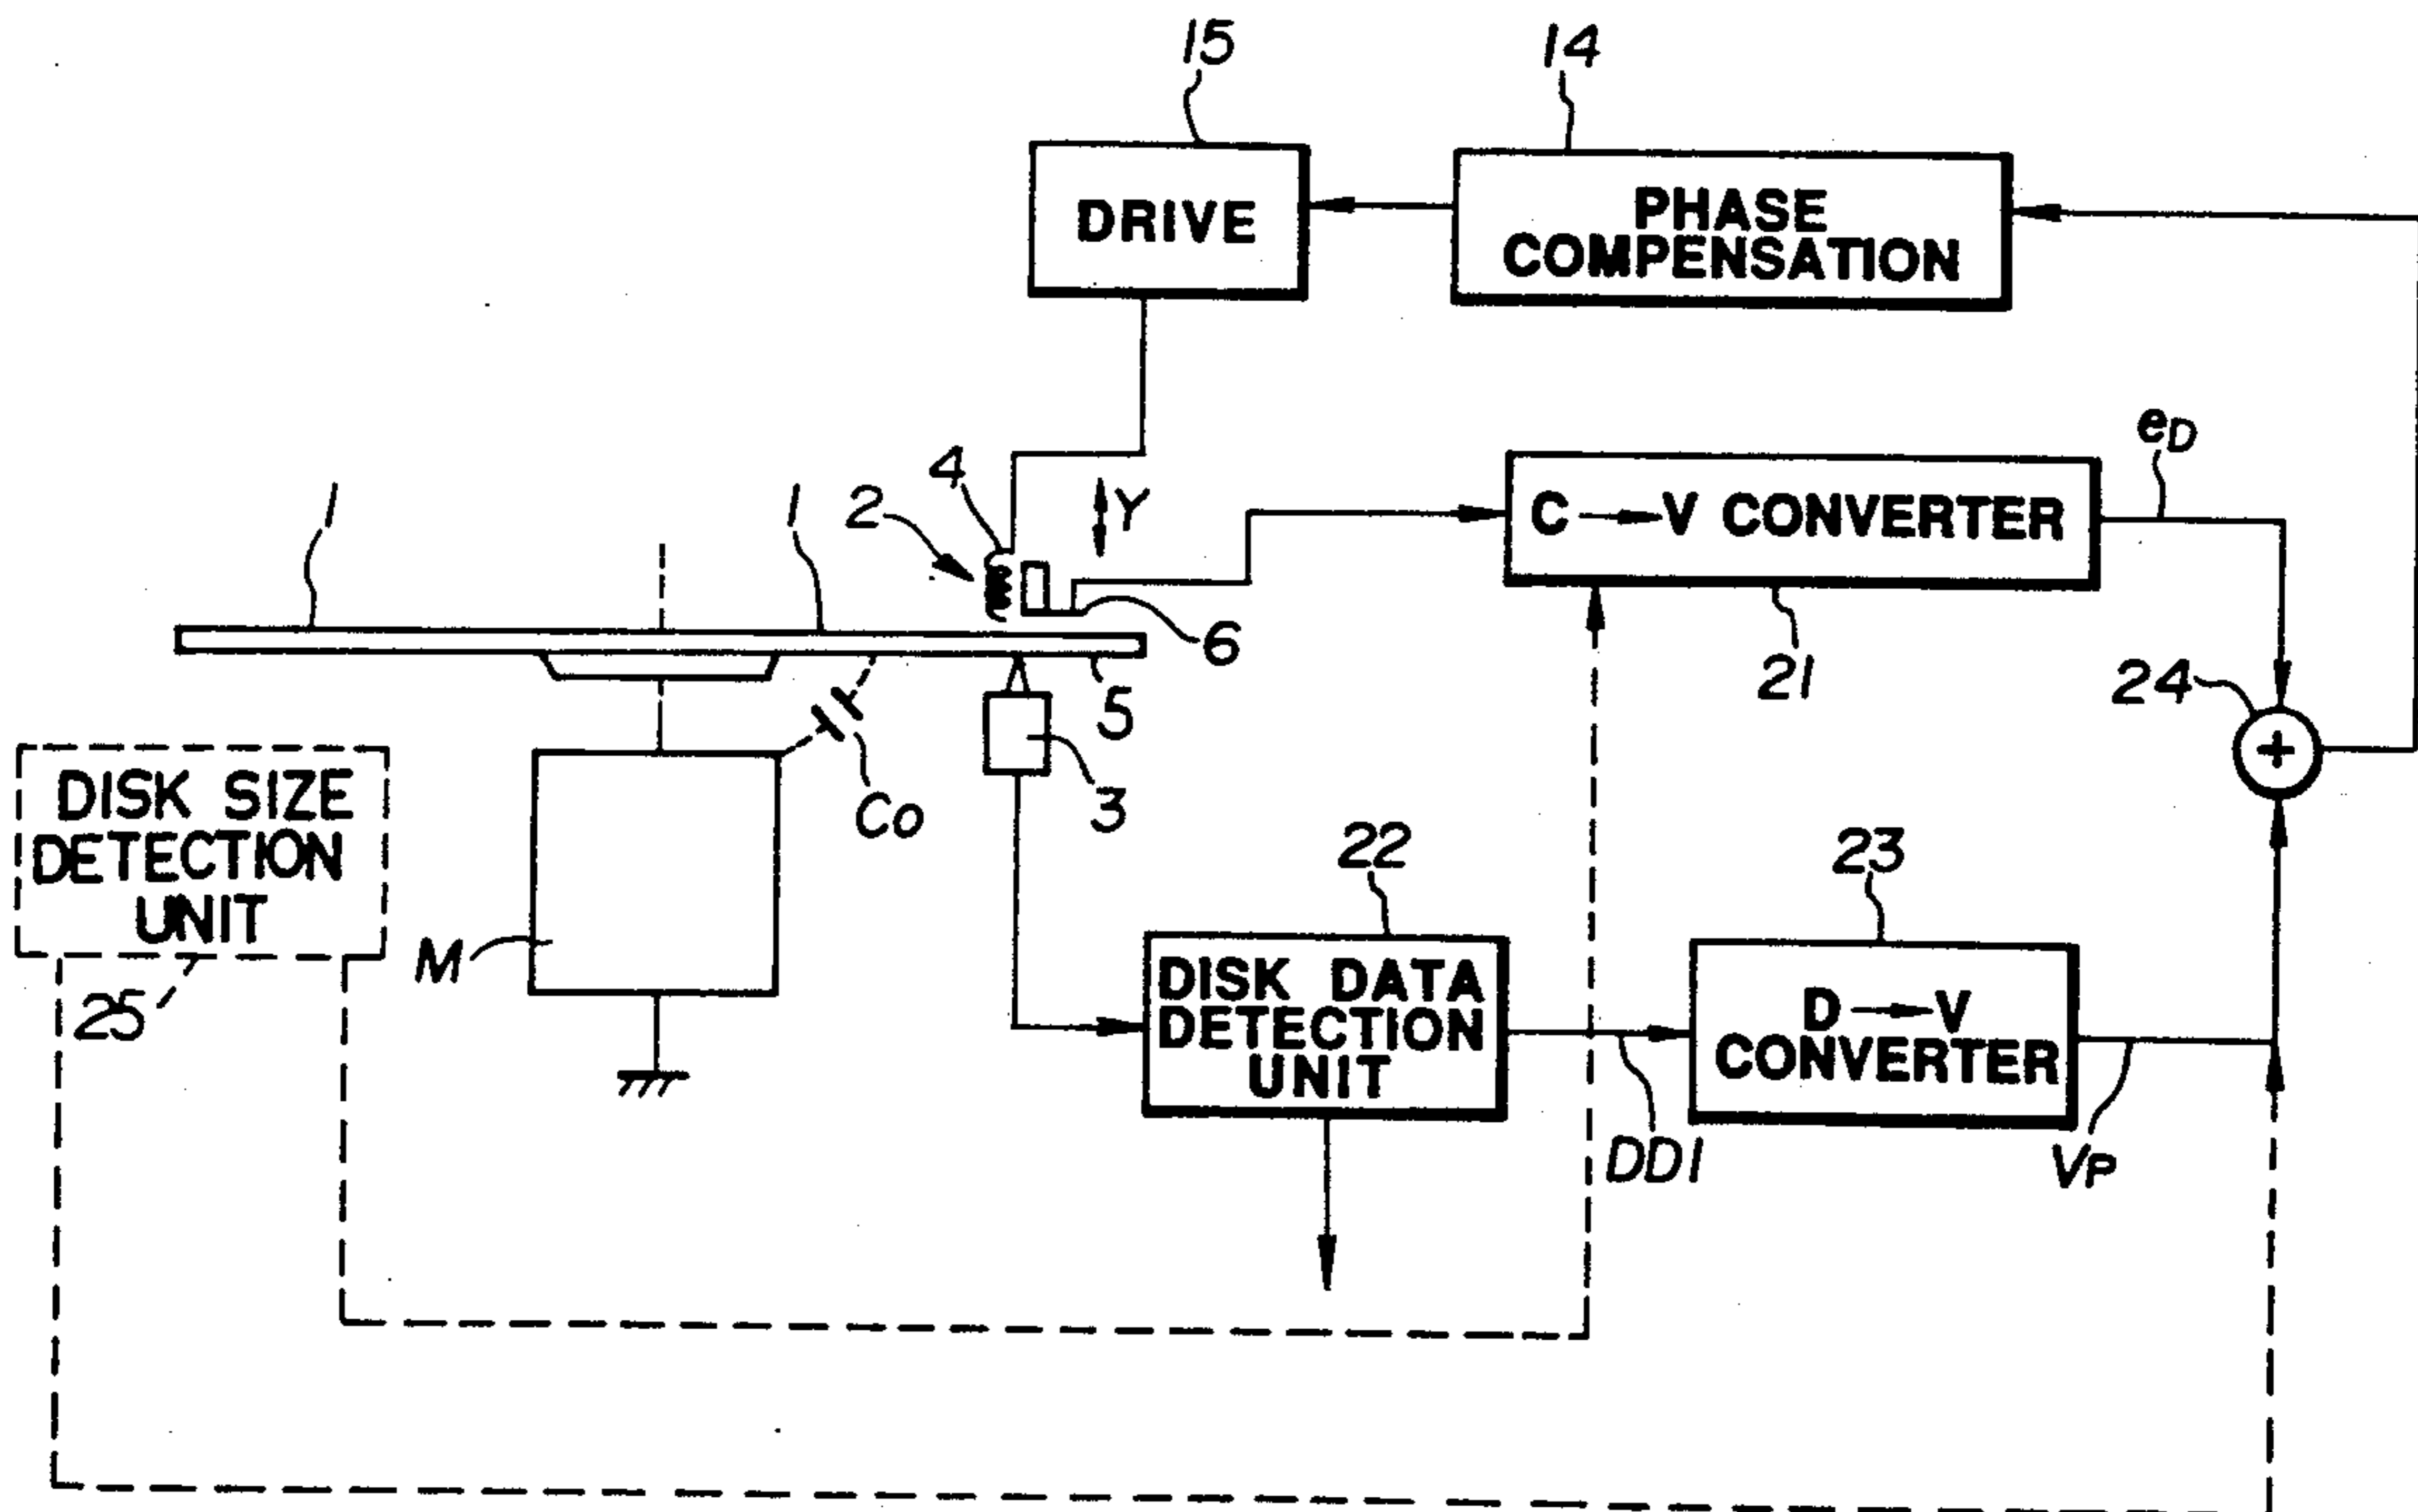 15
14
DRIVE
PHASE
COMPENSATION
eD
4
Y
1
1
2
C → V CONVERTER
6
21
5
24
DISK SIZE
DETECTION
UNIT
3
Co
22
23
M
25
DISK DATA
DETECTION
UNIT
D → V
CONVERTER
+
DD1
VP